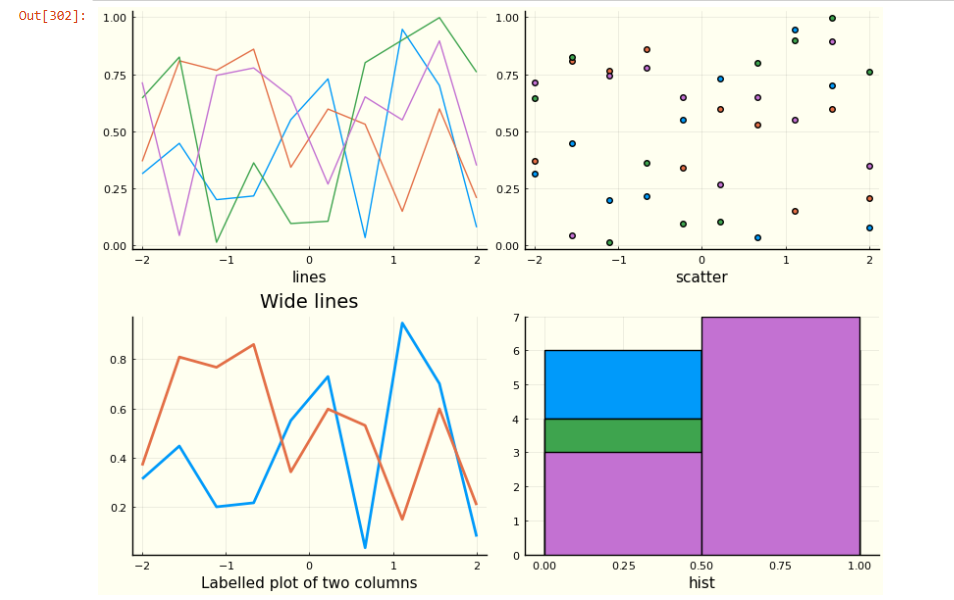 Out[302]:
1.00
0.75
0.50
0.25
0.00
−2 −1 0 1 2
lines
1.00
0.75
0.50
0.25
0.00
−2 −1 0 1 2
scatter
Wide lines
0.8
0.6
0.4
0.2
−2 −1 0 1 2
Labelled plot of two columns
7
6
5
4
3
2
1
0
0.00 0.25 0.50 0.75 1.00
hist